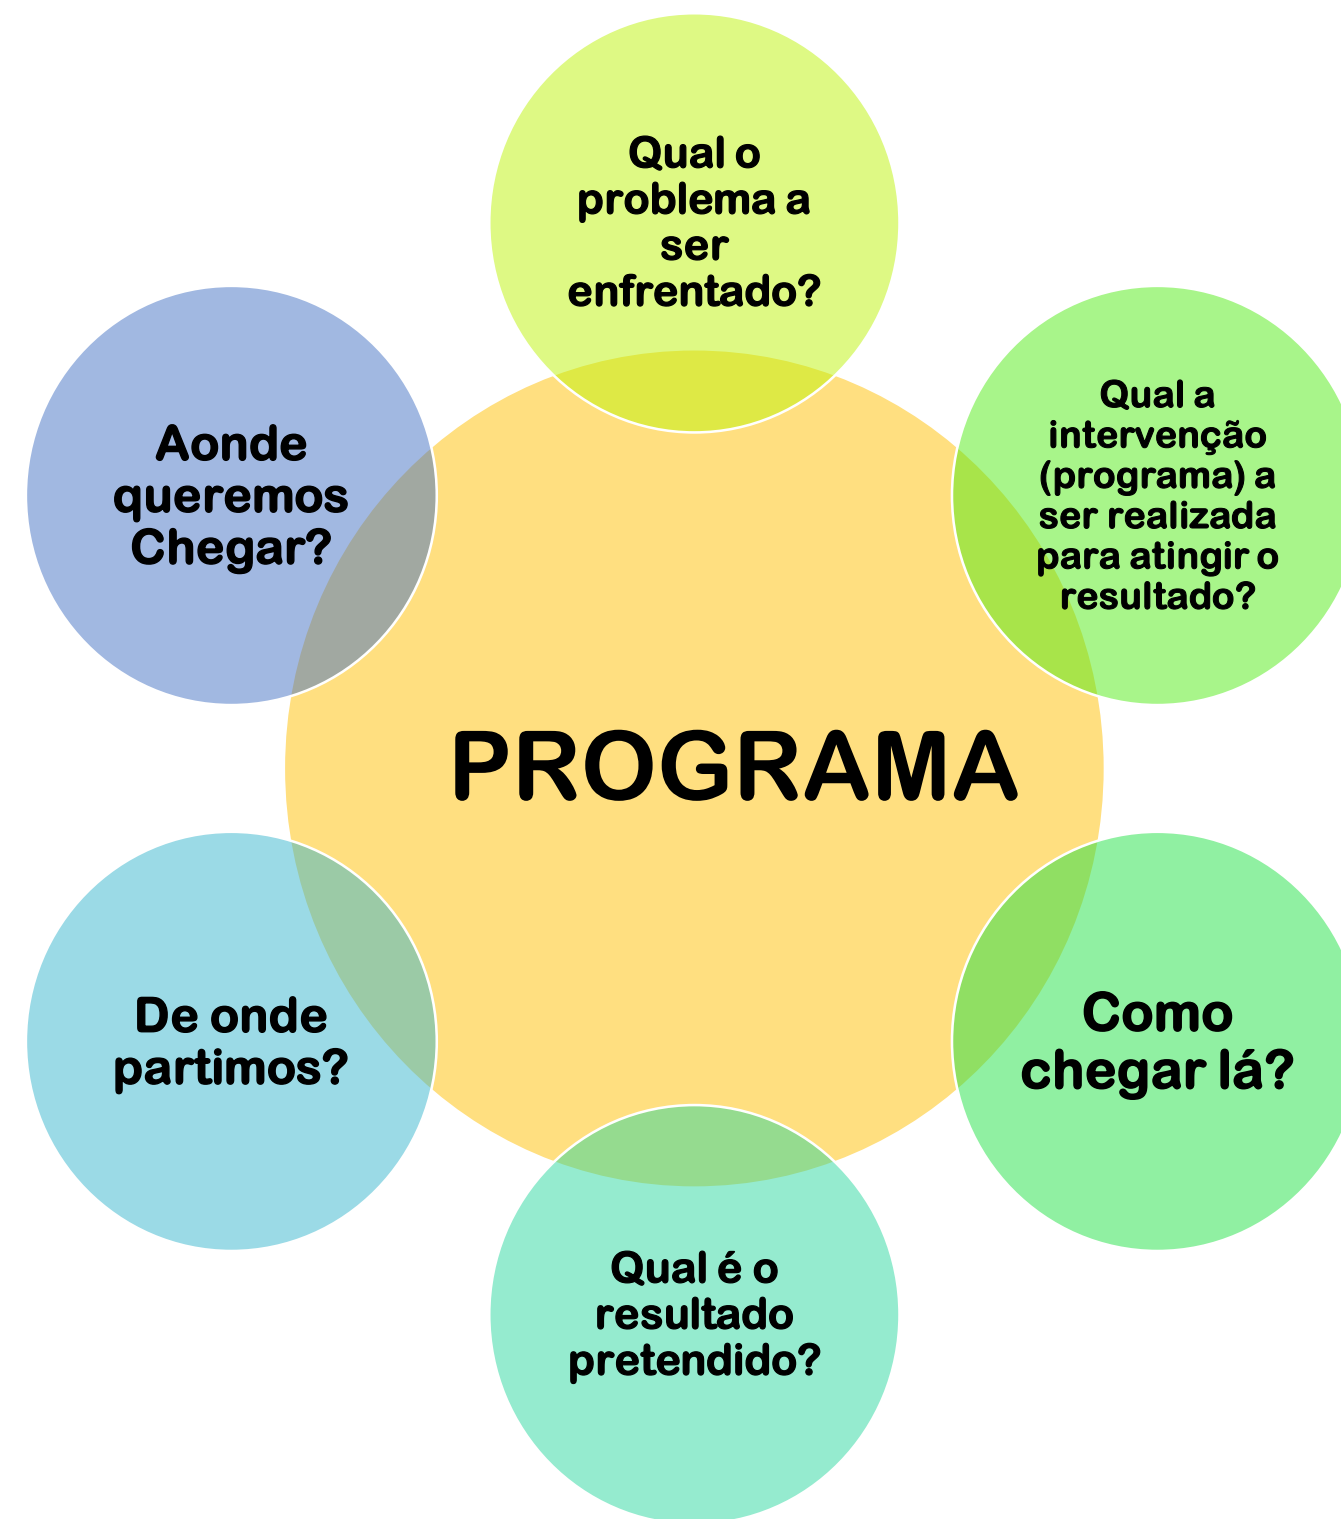 Qual o
problema a
ser
enfrentado?
Qual a
intervenção
(programa) a
ser realizada
para atingir o
resultado?
Como
chegar lá?
Qual é o
resultado
pretendido?
De onde
partimos?
Aonde
queremos
Chegar?
PROGRAMA